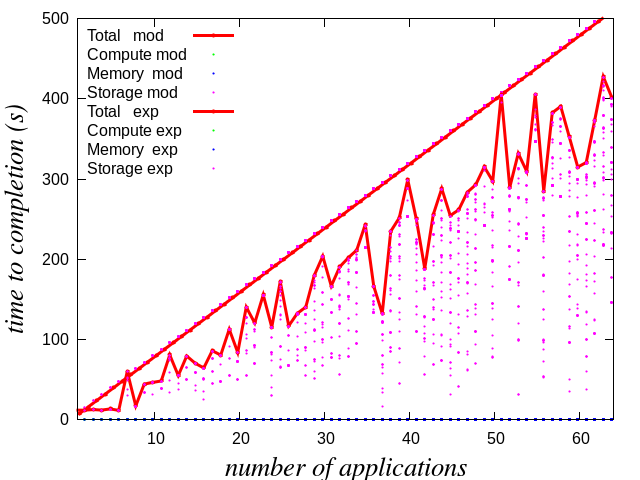 500
400
300
200
100
0
time to completion (s)
Total mod
Compute mod
Memory mod
Storage mod
Total exp
Compute exp
Memory exp
Storage exp
10 20 30 40 50 60
number of applications